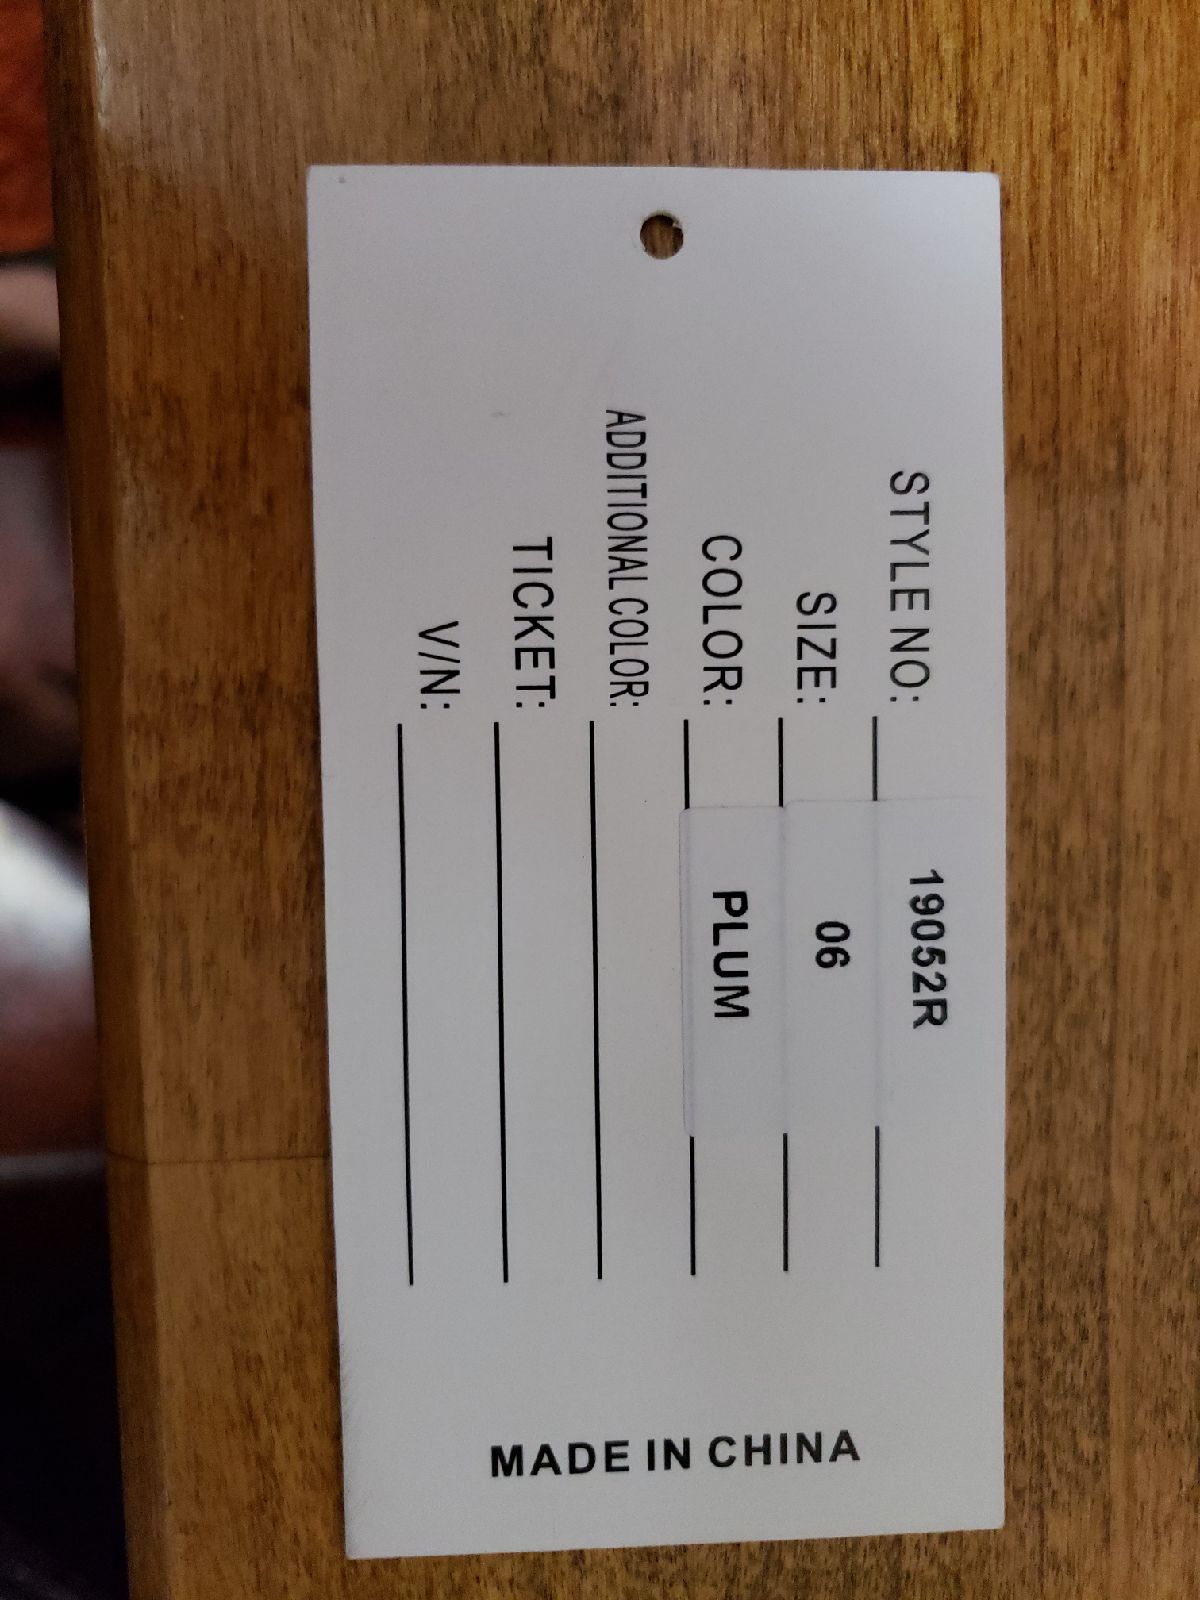 STYLE NO: 19052R
SIZE: 06
COLOR: PLUM
ADDITIONAL COLOR:
TICKET:
V/N:
MADE IN CHINA